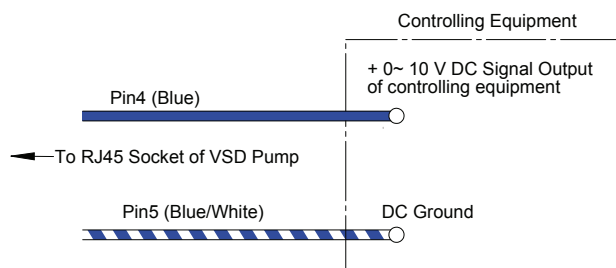 Controlling Equipment
+ 0~ 10 V DC Signal Output
of controlling equipment
Pin4 (Blue)
To RJ45 Socket of VSD Pump
Pin5 (Blue/White)
DC Ground